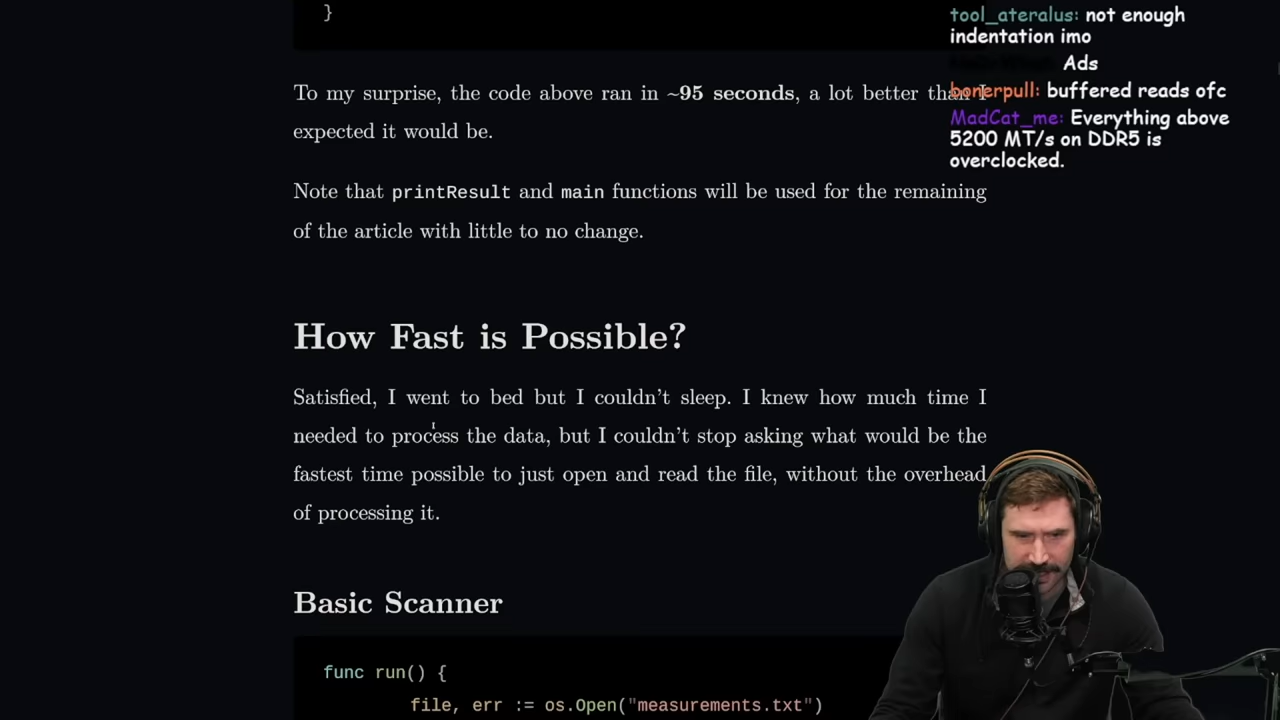 }
To my surprise, the code above ran in ~95 seconds, a lot better than I
expected it would be.
Note that printResult and main functions will be used for the remaining
of the article with little to no change.
How Fast is Possible?
Satisfied, I went to bed but I couldn't sleep. I knew how much time I
needed to process the data, but I couldn't stop asking what would be the
fastest time possible to just open and read the file, without the overhead
of processing it.
Basic Scanner
func run() {
file, err := os.Open("measurements.txt")
tool_ateralus: not enough
indentation imo
Ads
bonerpull: buffered reads ofc
MadCat_me: Everything above
5200 MT/s on DDR5 is
overclocked.